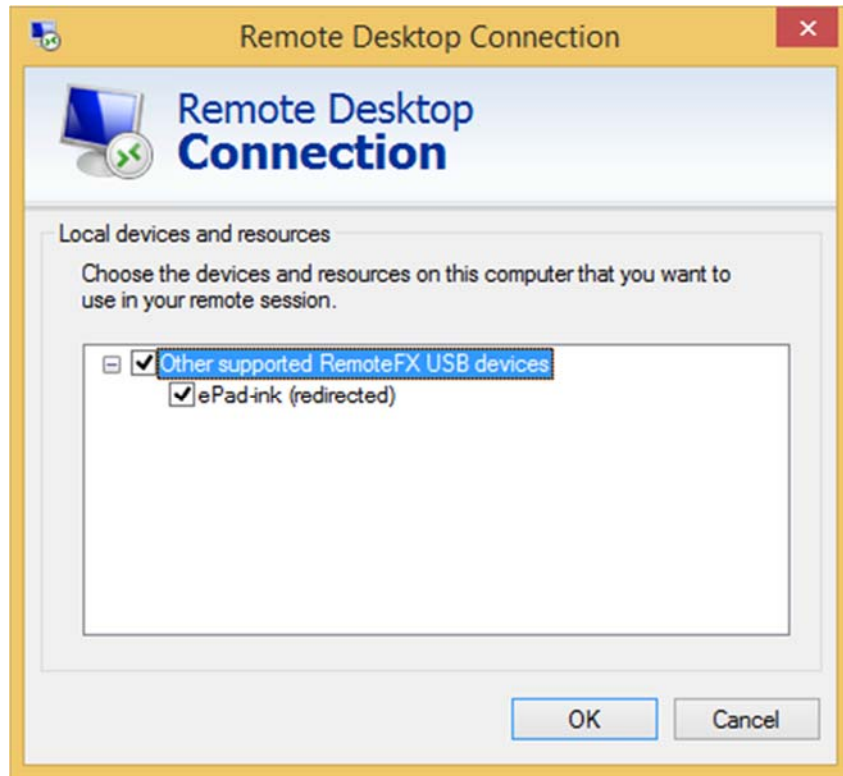 Remote Desktop Connection
Remote Desktop
Connection
Local devices and resources
Choose the devices and resources on this computer that you want to
use in your remote session.
Other supported RemoteFX USB devices
ePad-ink (redirected)
OK
Cancel